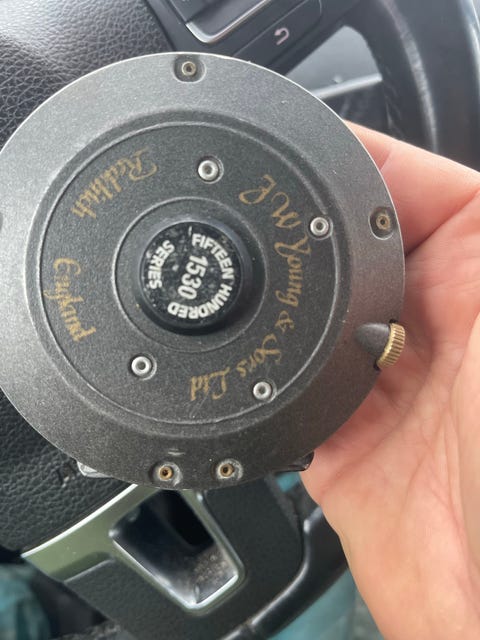 W R Young & Sons Ltd
Redditch
England
FIFTEEN HUNDRED
1530
SERIES